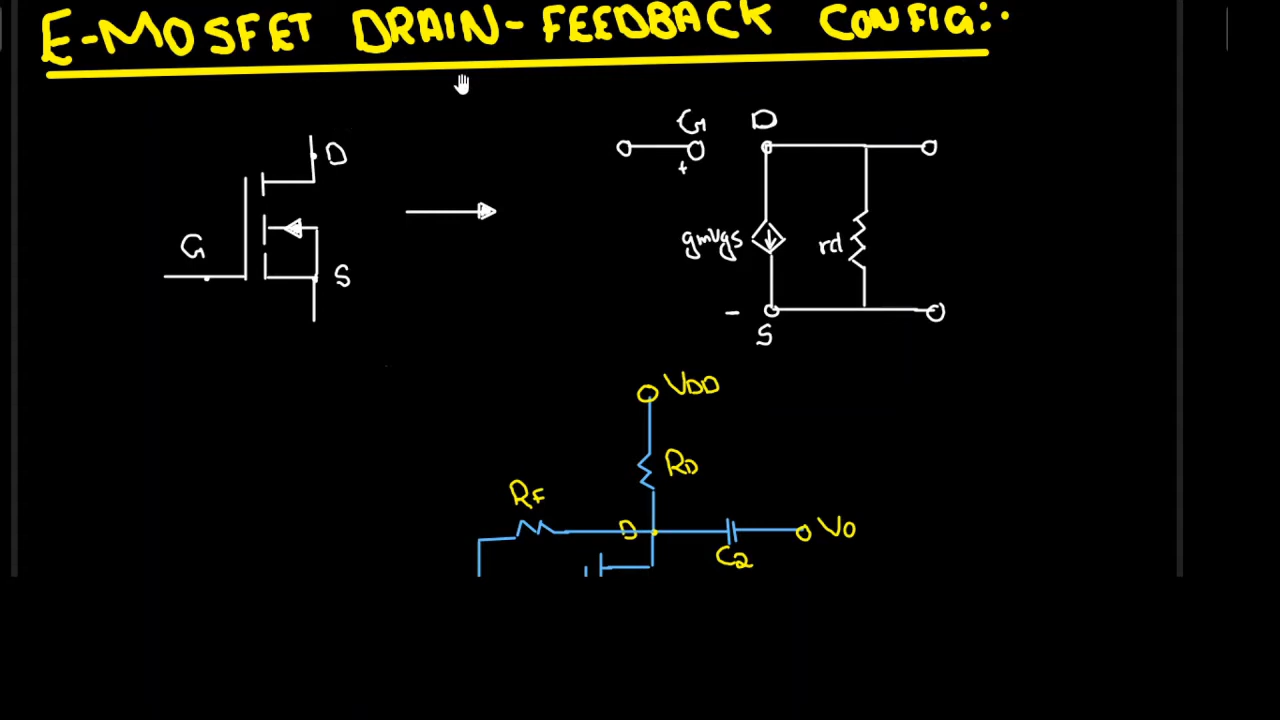 E-MOSFET DRAIN-FEEDBACK CONFIG:-
G D
+
D
G
gmVgs rd
S
-
S
VDD
RD
RF
D
VO
C2